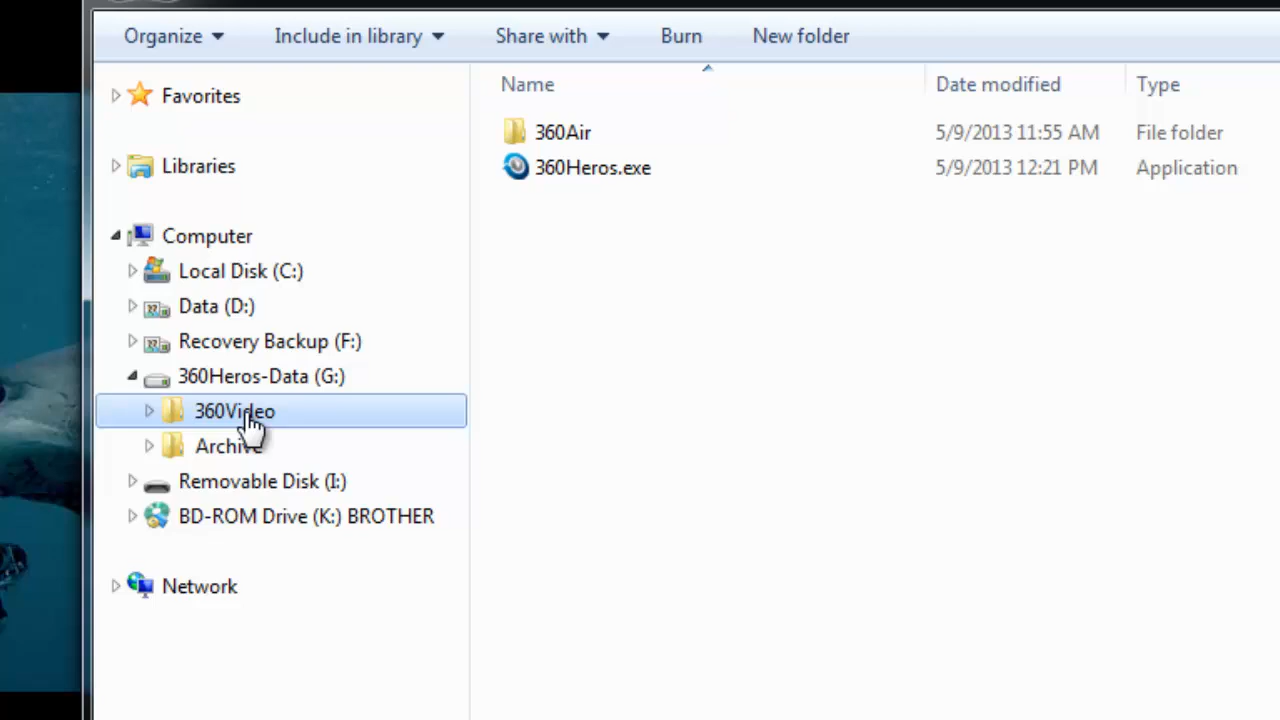 Organize Include in library Share with Burn New folder
Favorites
Libraries
Computer
Local Disk (C:)
Data (D:)
Recovery Backup (F:)
360Heros-Data (G:)
360Video
Archive
Removable Disk (I:)
BD-ROM Drive (K:) BROTHER
Network
Name Date modified Type
360Air 5/9/2013 11:55 AM File folder
360Heros.exe 5/9/2013 12:21 PM Application